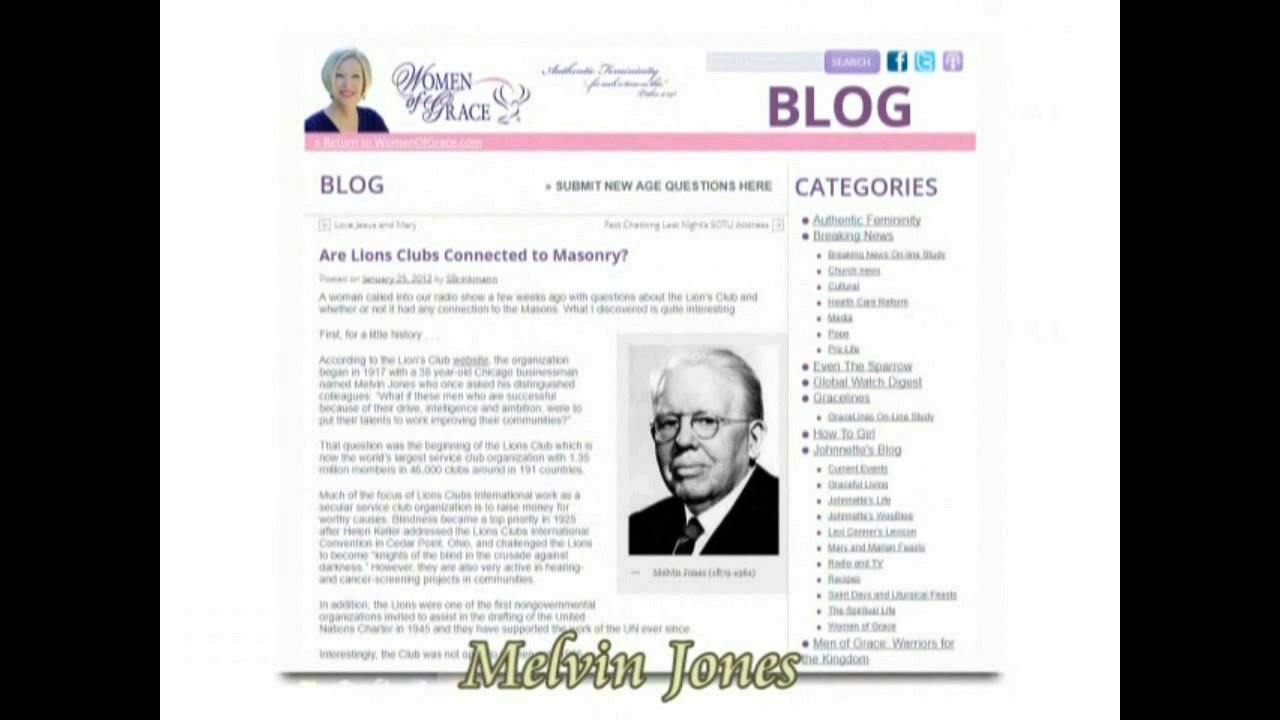 WOMEN
of GRACE
Authentic Femininity
SEARCH
BLOG
» Return to WomenOfGrace.com
BLOG
» SUBMIT NEW AGE QUESTIONS HERE
Love Jesus and Mary
Fact Checking Last Night's SOTU Address
Are Lions Clubs Connected to Masonry?
Posted on January 25, 2012 by SBrinkmann
A woman called into our radio show a few weeks ago with questions about the Lion's Club and
whether or not it had any connection to the Masons. What I discovered is quite interesting.
First, for a little history . . .
According to the Lion's Club website, the organization
began in 1917 with a 38 year-old Chicago businessman
named Melvin Jones who once asked his distinguished
colleagues: "What if these men who are successful
because of their drive, intelligence and ambition, were to
put their talents to work improving their communities?"
That question was the beginning of the Lions Club which is
now the world's largest service club organization with 1.35
million members in 46,000 clubs around in 191 countries.
Much of the focus of Lions Clubs International work as a
secular service club organization is to raise money for
worthy causes. Blindness became a top priority in 1925
after Helen Keller addressed the Lions Clubs International
Convention in Cedar Point, Ohio, and challenged the Lions
to become "knights of the blind in the crusade against
darkness." However, they are also very active in hearing-
and cancer-screening projects in communities.
In addition, the Lions were one of the first nongovernmental
organizations invited to assist in the drafting of the United
Nations Charter in 1945 and they have supported the work of the UN ever since.
Interestingly, the Club was not
Melvin Jones (1879-1961)
CATEGORIES
Authentic Femininity
Breaking News
Breaking News On-line Study
Church news
Cultural
Health Care Reform
Media
Pope
Pro Life
Even The Sparrow
Global Watch Digest
Gracelines
GraceLines On-Line Study
How To Girl
Johnnette's Blog
Current Events
Graceful Living
Johnnette's Life
Johnnette's WogBlog
Lexi Conner's Lexicon
Mary and Marian Feasts
Radio and TV
Recipes
Saint Days and Liturgical Feasts
The Spiritual Life
Women of Grace
Men of Grace: Warriors for
the Kingdom
Melvin Jones